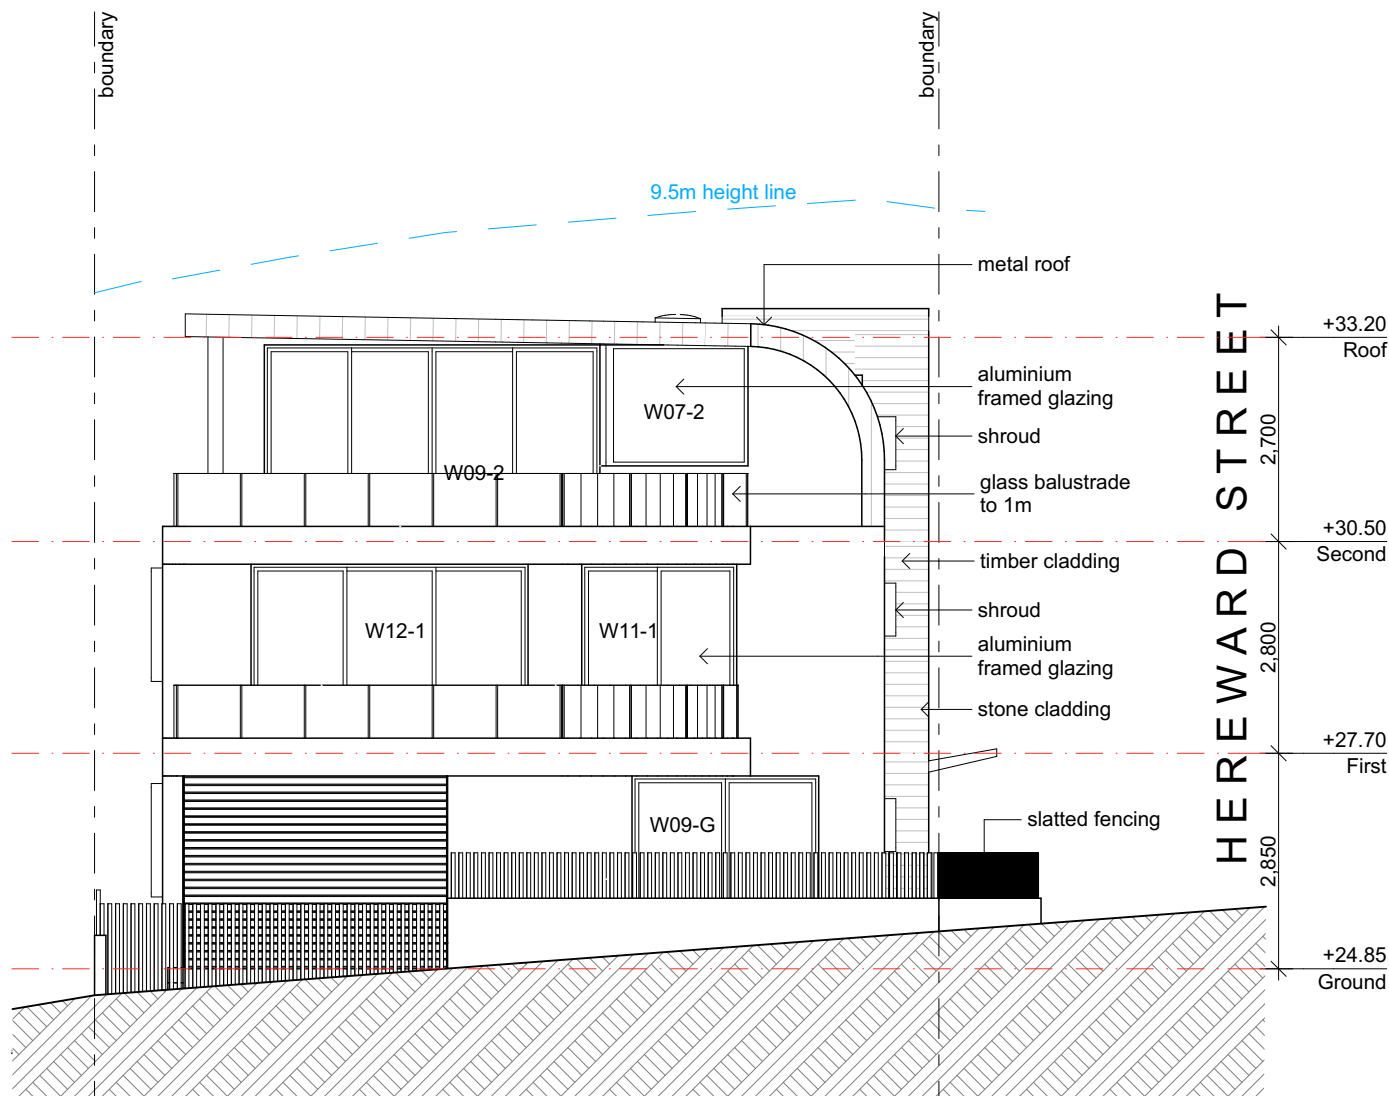 boundary
boundary
9.5m height line
metal roof
+33.20
Roof
aluminium
framed glazing
W07-2
shroud
2,700
W09-2
glass balustrade
to 1m
+30.50
Second
timber cladding
shroud
W12-1
W11-1
aluminium
framed glazing
2,800
stone cladding
+27.70
First
W09-G
slatted fencing
2,850
HEREWARD STREET
+24.85
Ground